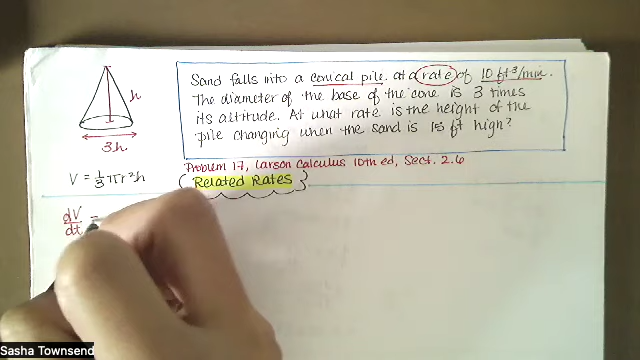 Sand falls into a conical pile at a rate of 10 ft³/min.
The diameter of the base of the cone is 3 times
its altitude. At what rate is the height of the
pile changing when the sand is 15 ft high?
h
3h
Problem 17, Larson Calculus 10th ed, Sect. 2.6
V = 1/3 πr²h
Related Rates
dV/dt =
Sasha Townsend